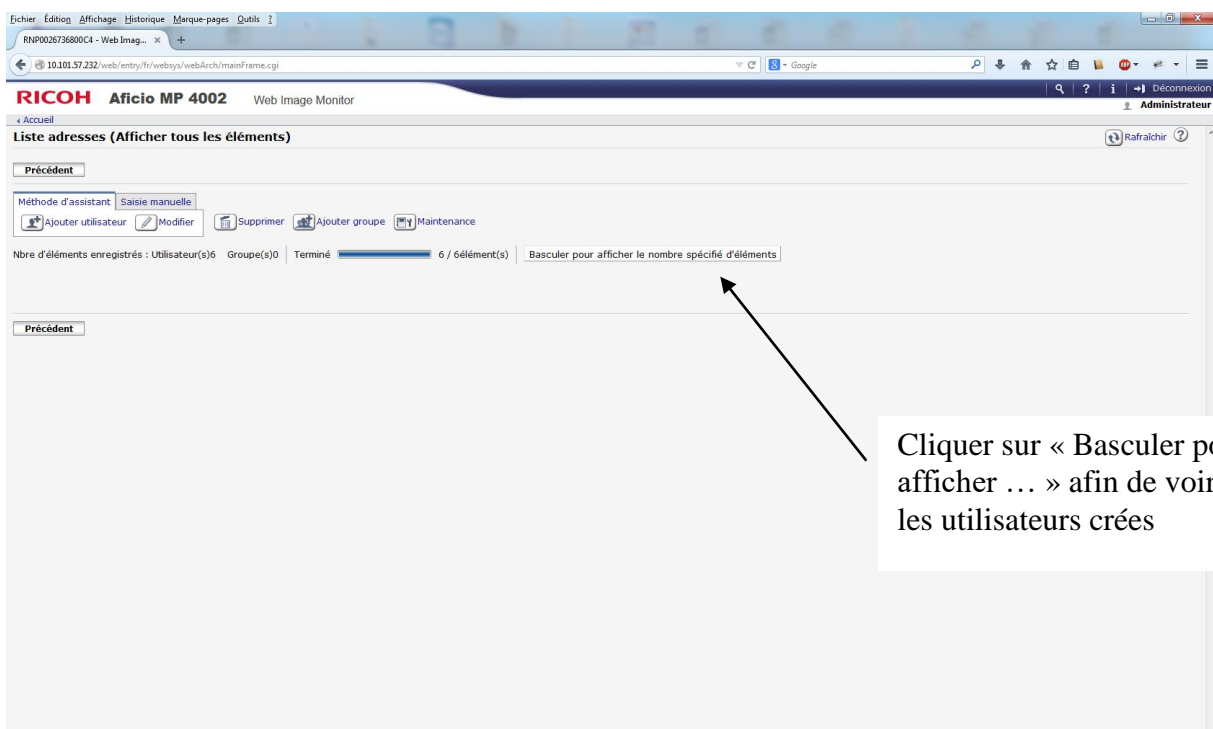 Fichier Édition Affichage Historique Marque-pages Outils ?
RNP0026736800C4 - Web Imag... × +
10.101.57.232/web/entry/fr/websys/webArch/mainFrame.cgi
Google
RICOH Aficio MP 4002 Web Image Monitor
? i Déconnexion
Administrateur
Accueil
Liste adresses (Afficher tous les éléments)
Rafraîchir ?
Précédent
Méthode d'assistant Saisie manuelle
Ajouter utilisateur Modifier Supprimer Ajouter groupe Maintenance
Nbre d'éléments enregistrés : Utilisateur(s)6 Groupe(s)0 Terminé 6 / 6élément(s) Basculer pour afficher le nombre spécifié d'éléments
Précédent
Cliquer sur « Basculer po
afficher … » afin de voir
les utilisateurs crées